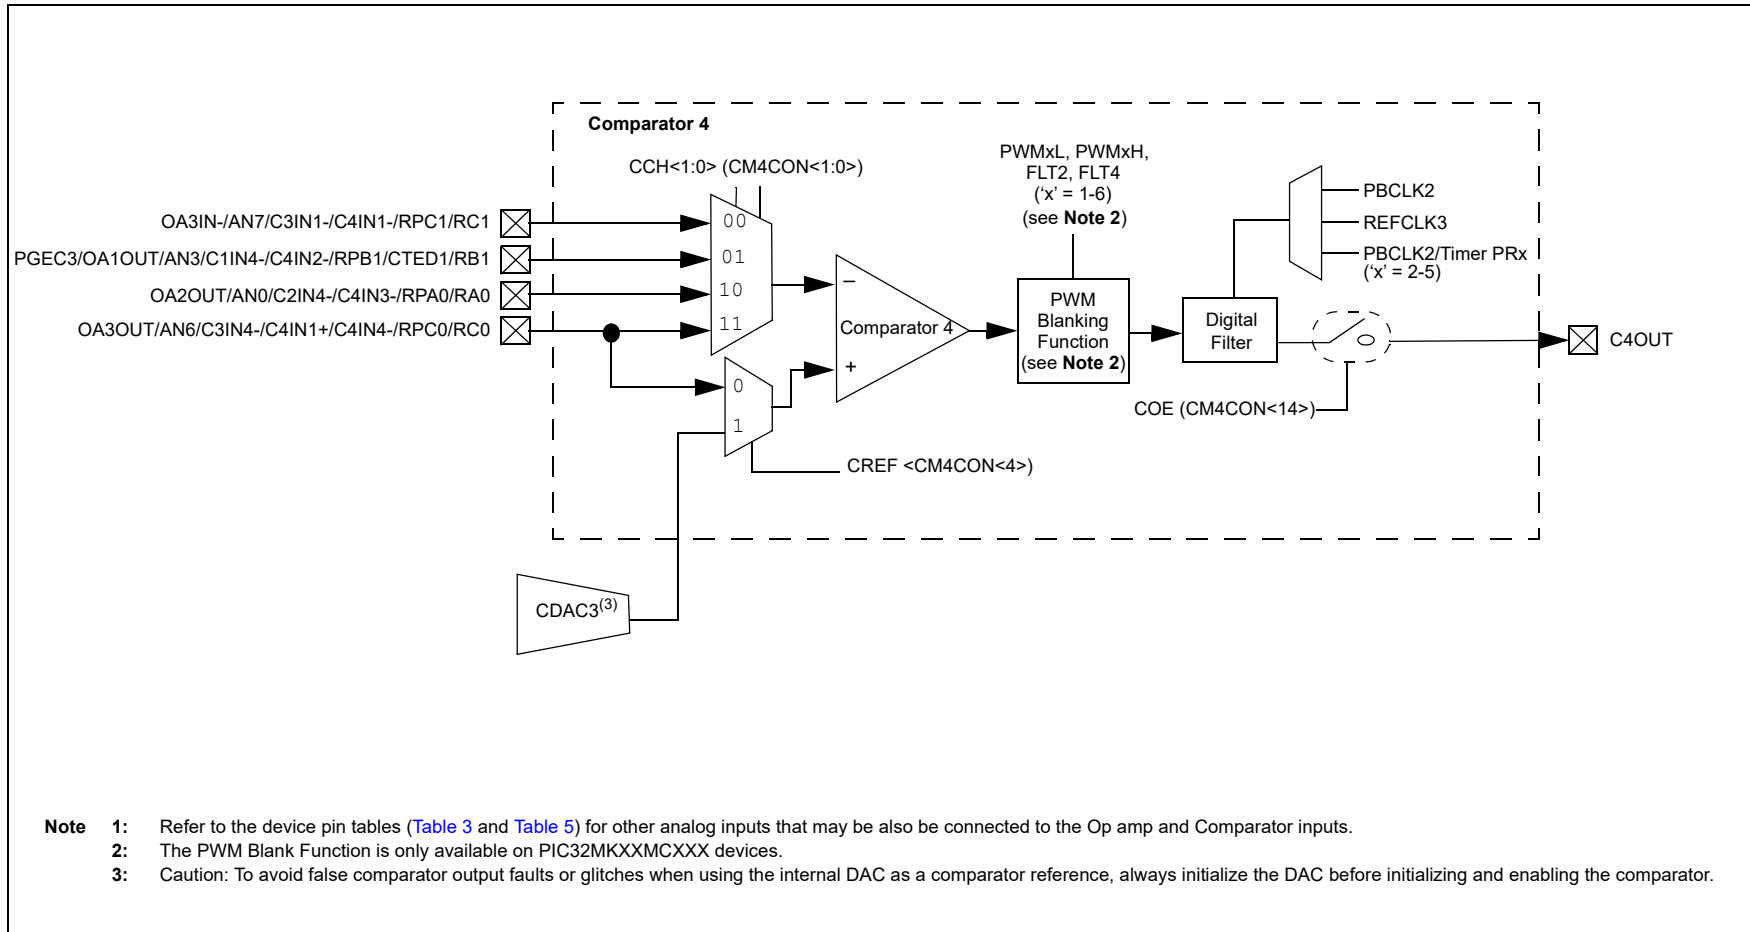 Comparator 4
CCH<1:0> (CM4CON<1:0>)
PWMxL, PWMxH,
FLT2, FLT4
(‘x’ = 1-6)
(see Note 2)
PBCLK2
REFCLK3
PBCLK2/Timer PRx
(‘x’ = 2-5)
OA3IN-/AN7/C3IN1-/C4IN1-/RPC1/RC1
PGEC3/OA1OUT/AN3/C1IN4-/C4IN2-/RPB1/CTED1/RB1
OA2OUT/AN0/C2IN4-/C4IN3-/RPA0/RA0
OA3OUT/AN6/C3IN4-/C4IN1+/C4IN4-/RPC0/RC0
00
01
10
11
0
1
−
+
Comparator 4
PWM
Blanking
Function
(see Note 2)
Digital
Filter
C4OUT
COE (CM4CON<14>)
CREF <CM4CON<4>)
CDAC3(3)
Note 1: Refer to the device pin tables (Table 3 and Table 5) for other analog inputs that may be also be connected to the Op amp and Comparator inputs.
2: The PWM Blank Function is only available on PIC32MKXXMCXXX devices.
3: Caution: To avoid false comparator output faults or glitches when using the internal DAC as a comparator reference, always initialize the DAC before initializing and enabling the comparator.